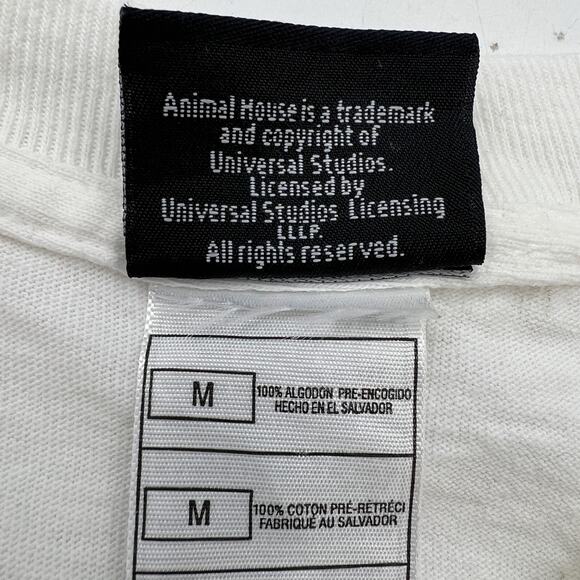 Animal House is a trademark
and copyright of
Universal Studios.
Licensed by
Universal Studios Licensing
LLLP.
All rights reserved.
M
100% ALGODON PRE-ENCOGIDO
HECHO EN EL SALVADOR
M
100% COTON PRÉ-RÉTRÉCI
FABRIQUÉ AU SALVADOR